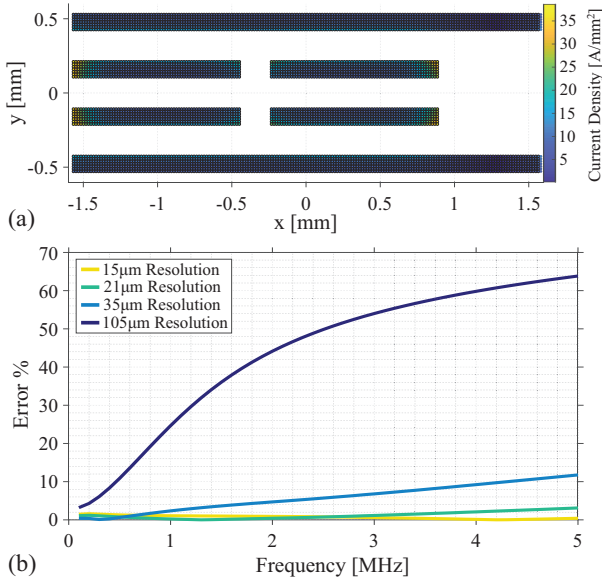 0.5
0
-0.5
y [mm]
-1.5
-1
-0.5
0
0.5
1
1.5
x [mm]
(a)
35
30
25
20
15
10
5
Current Density [A/mm²]
70
60
50
40
30
20
10
0
Error %
15μm Resolution
21μm Resolution
35μm Resolution
105μm Resolution
0
1
2
3
4
5
Frequency [MHz]
(b)